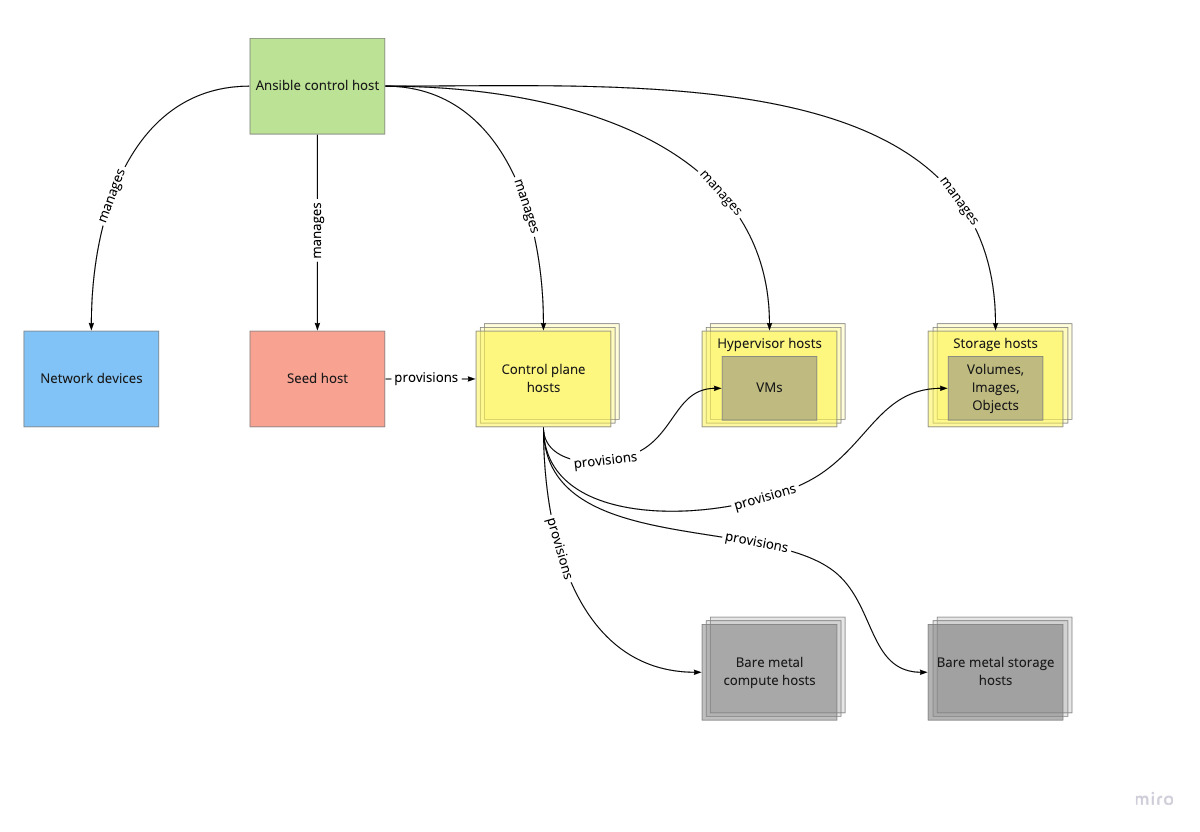 Ansible control host
manages
manages
manages
manages
manages
Network devices
Seed host
provisions
Control plane
hosts
Hypervisor hosts
VMs
Storage hosts
Volumes,
Images,
Objects
provisions
provisions
provisions
provisions
Bare metal
compute hosts
Bare metal storage
hosts
miro